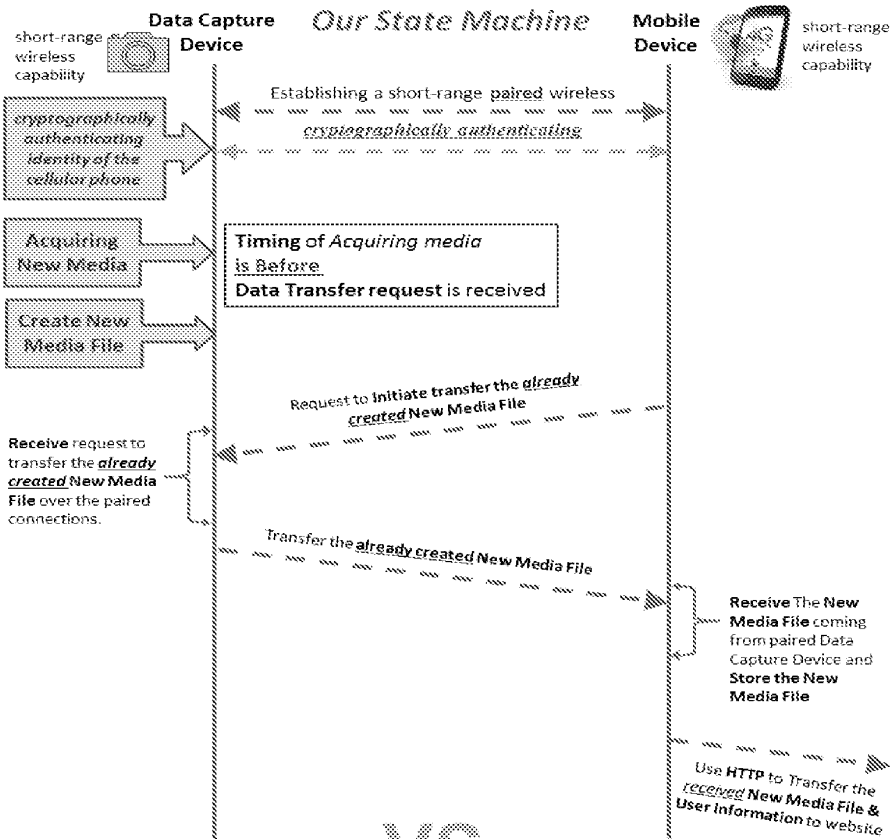 Our State Machine
Data Capture
Device
Mobile
Device
short-range
wireless
capability
short-range
wireless
capability
Establishing a short-range paired wireless
cryptographically authenticating
cryptographically
authenticating
identity of the
cellular phone
Acquiring
New Media
Timing of Acquiring media
is Before
Data Transfer request is received
Create New
Media File
Request to Initiate transfer the already
created New Media File
Receive request to
transfer the already
created New Media
File over the paired
connections.
Transfer the already created New Media File
Receive The New
Media File coming
from paired Data
Capture Device and
Store the New
Media File
Use HTTP to Transfer the
received New Media File &
User Information to website
VS